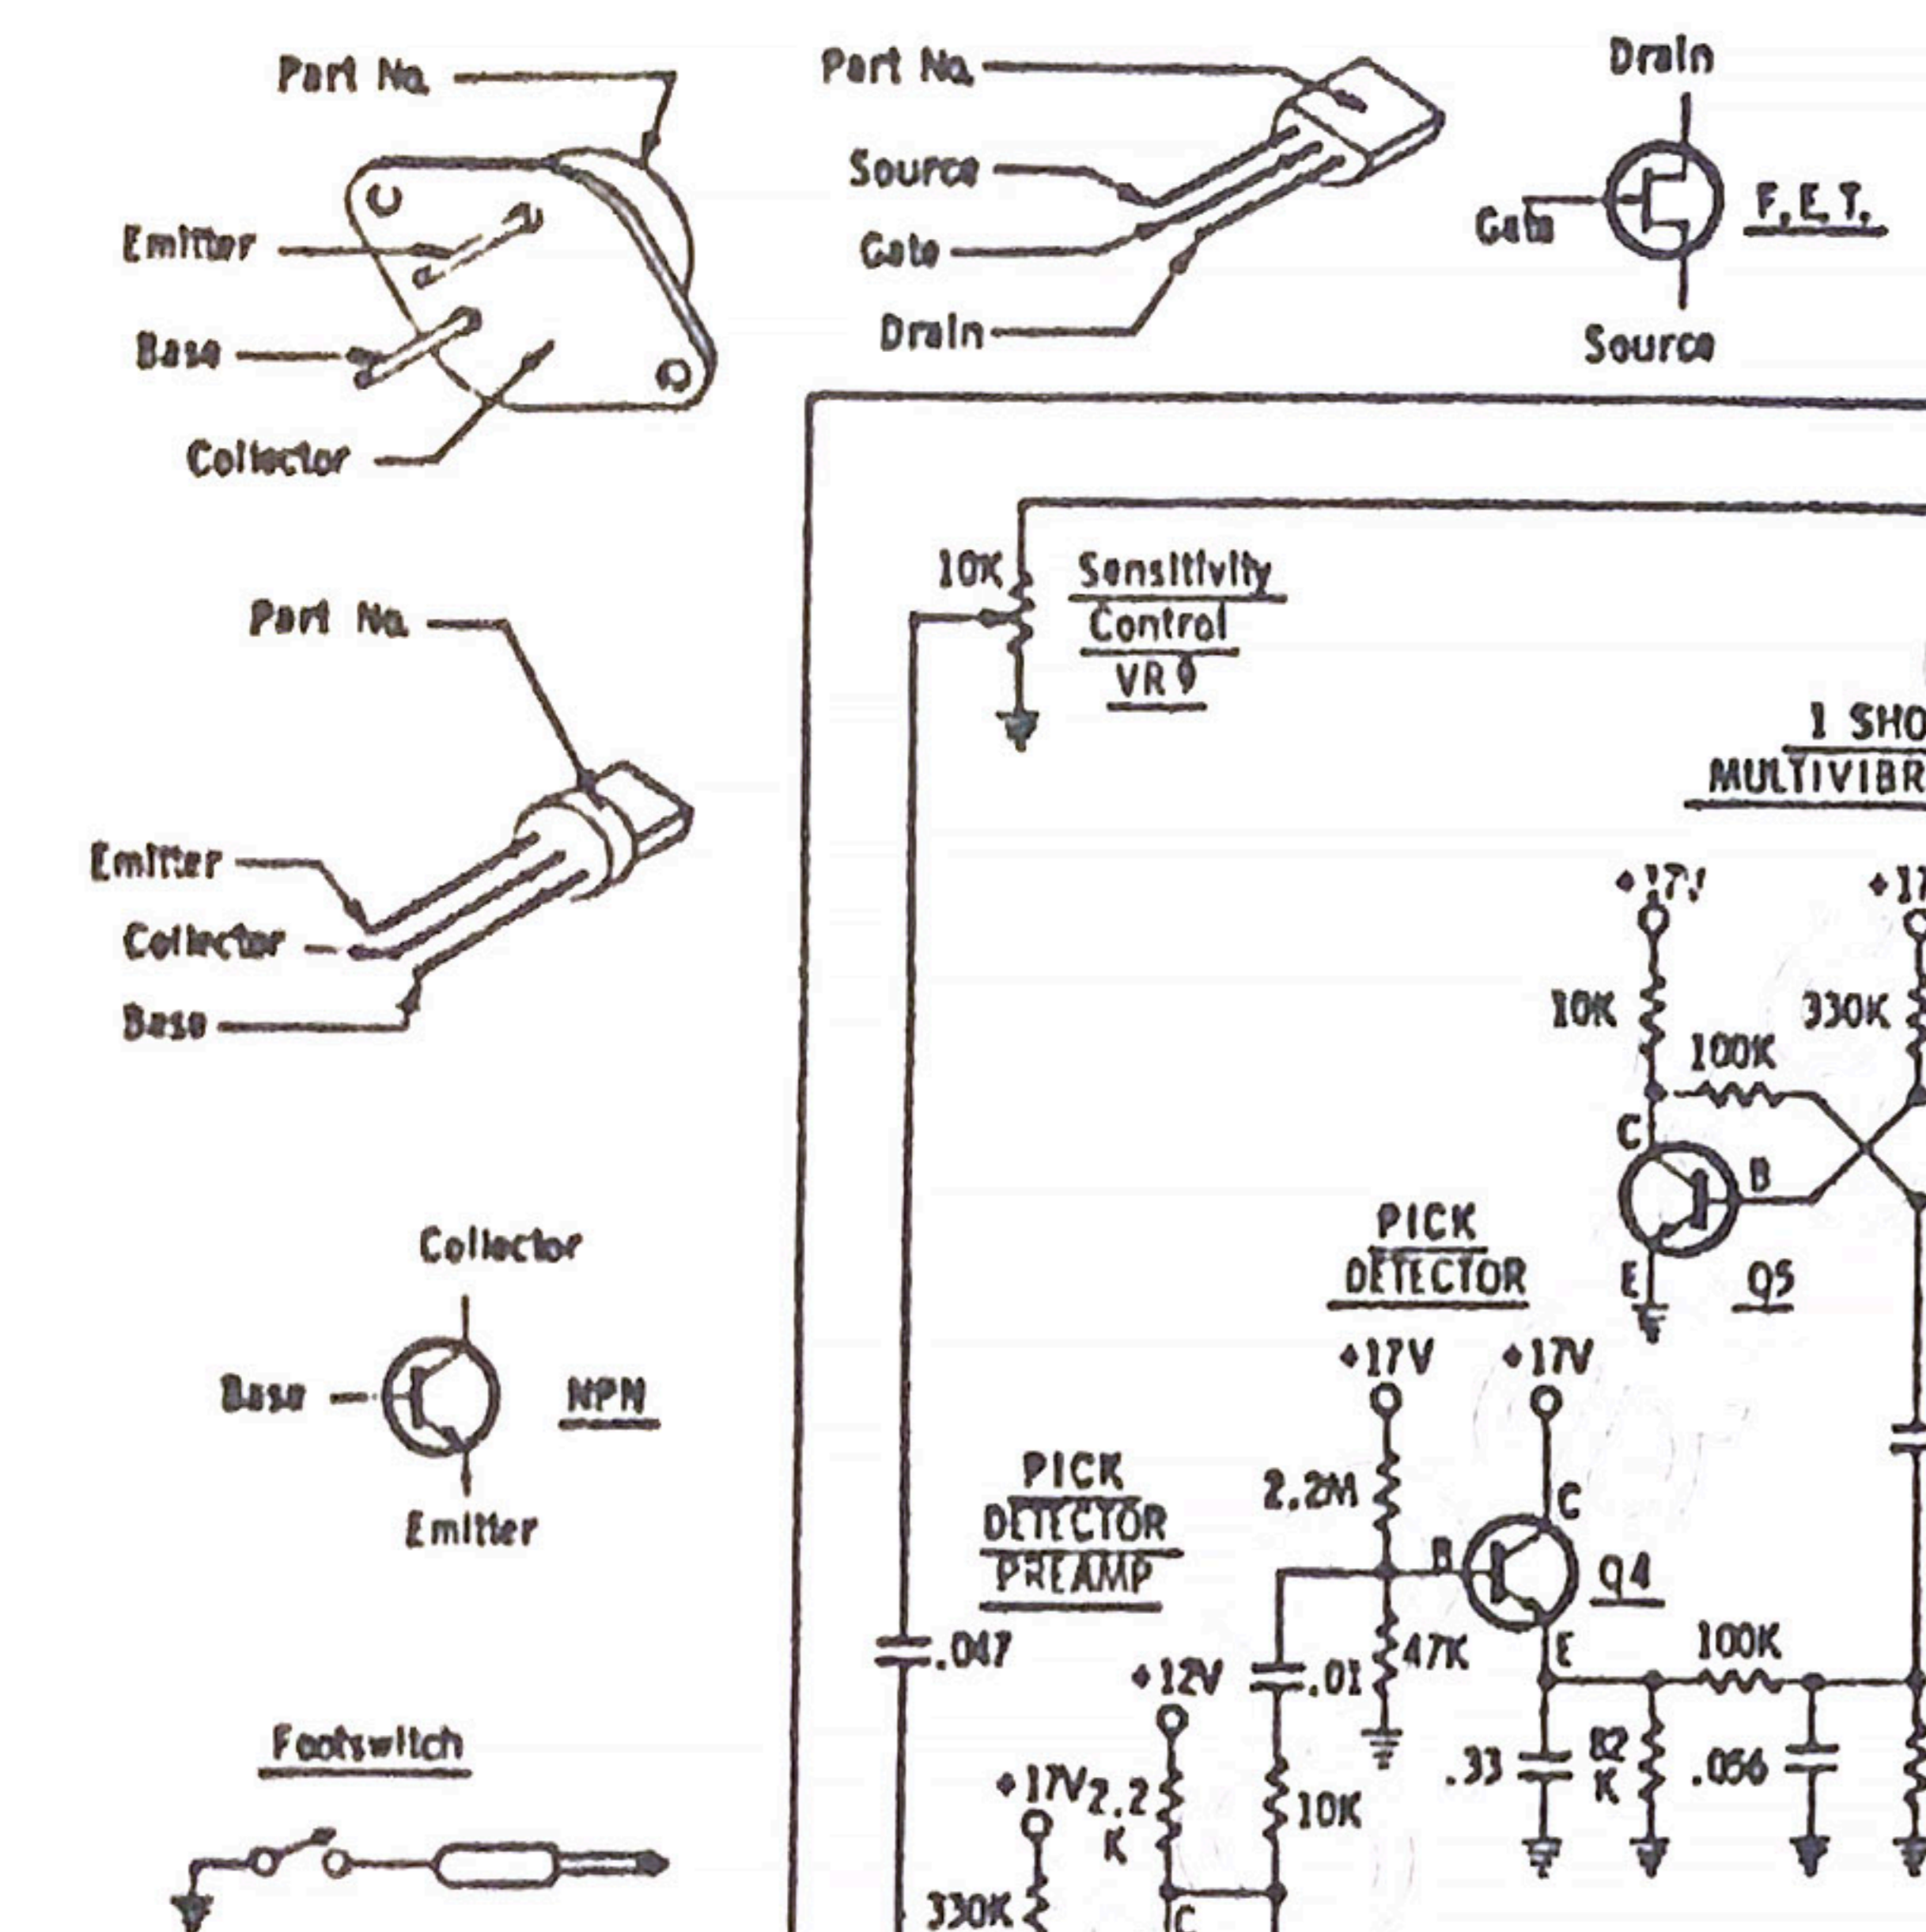 Part No.
Emitter
Base
Collector
Part No.
Source
Gate
Drain
Drain
Gate
F.E.T.
Source
Part No.
Emitter
Collector
Base
Collector
Base
NPN
Emitter
Footswitch
10K
Sensitivity
Control
VR9
1 SHO
MULTIVIBR
+17V
+17
10K
330K
100K
C
B
E
Q5
PICK
DETECTOR
+17V
+17V
2.2M
C
B
Q4
E
47K
100K
.01
.33
82
K
.056
PICK
DETECTOR
PREAMP
.047
+12V
+17V
2.2
K
10K
330K
C